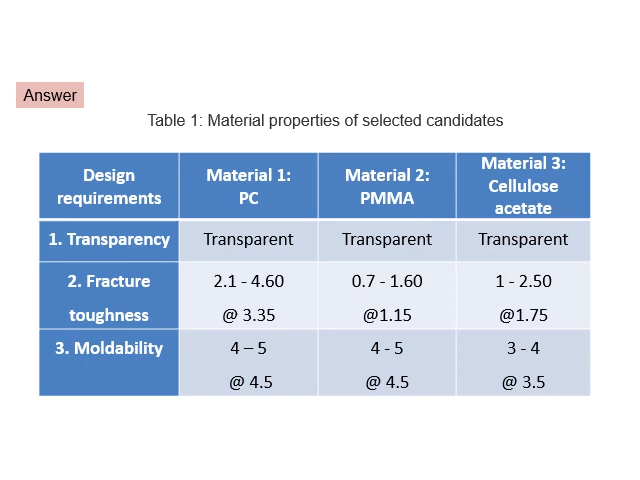 Answer
Table 1: Material properties of selected candidates
Design requirements | Material 1: PC | Material 2: PMMA | Material 3: Cellulose acetate
1. Transparency | Transparent | Transparent | Transparent
2. Fracture toughness | 2.1 - 4.60 @ 3.35 | 0.7 - 1.60 @1.15 | 1 - 2.50 @1.75
3. Moldability | 4 – 5 @ 4.5 | 4 - 5 @ 4.5 | 3 - 4 @ 3.5